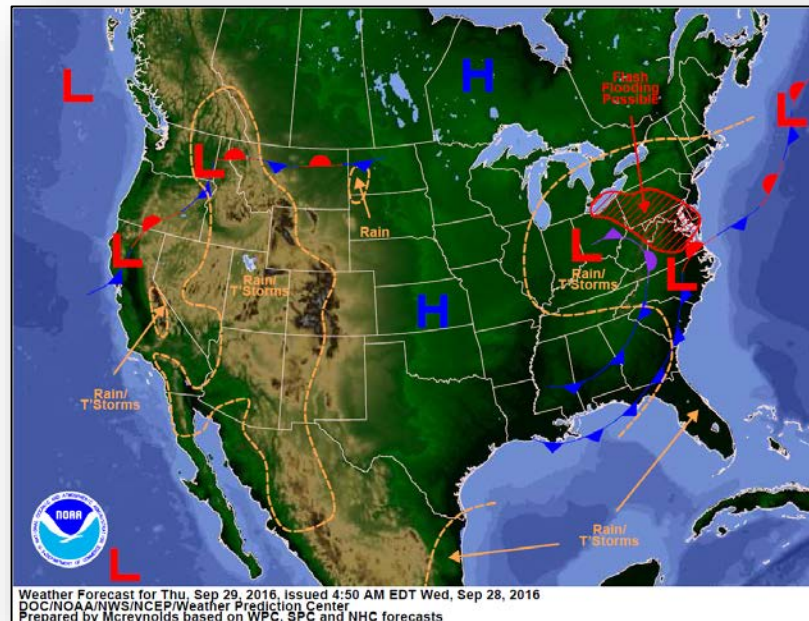 L
H
Flash
Flooding
Possible
L
L
Rain
L
L
L
Rain/
T'Storms
Rain/
T'Storms
H
Rain/
T'Storms
Rain/
T'Storms
NOAA
L
Weather Forecast for Thu, Sep 29, 2016, issued 4:50 AM EDT Wed, Sep 28, 2016
DOC/NOAA/NWS/NCEP/Weather Prediction Center
Prepared by Mcreynolds based on WPC, SPC and NHC forecasts